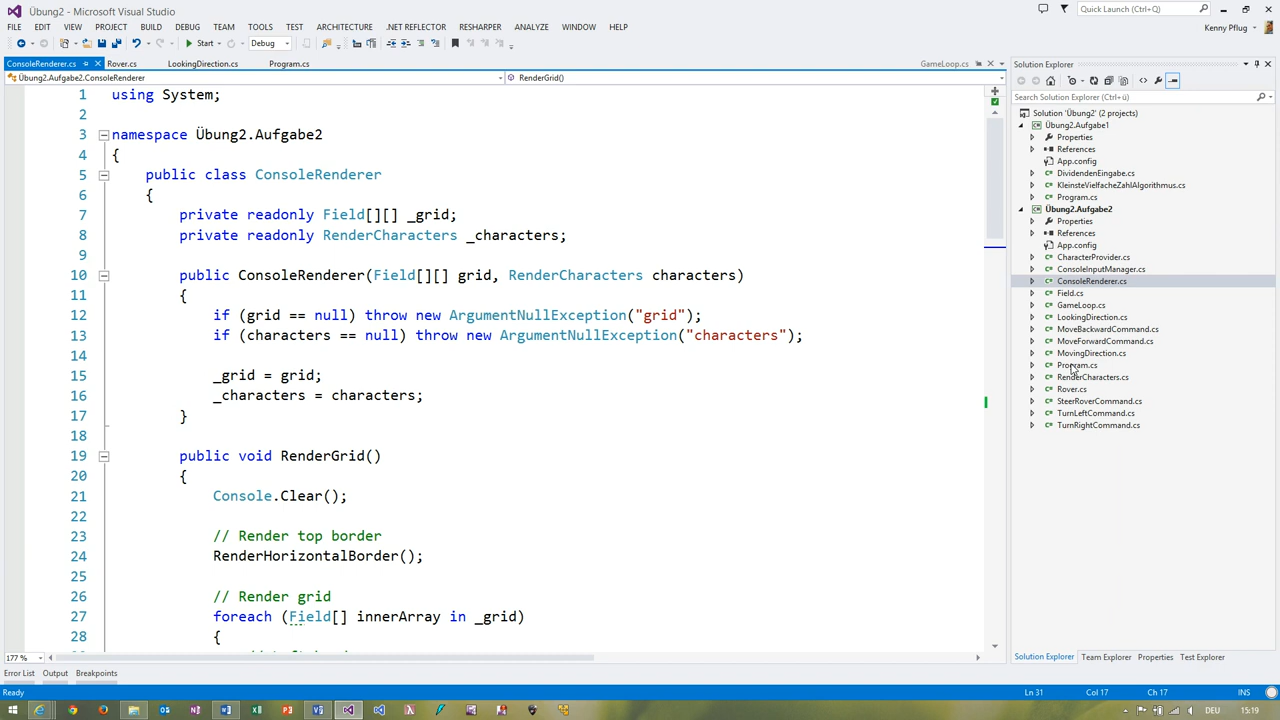 Übung2 - Microsoft Visual Studio
Quick Launch (Ctrl+Q)
FILE EDIT VIEW PROJECT BUILD DEBUG TEAM TOOLS TEST ARCHITECTURE .NET REFLECTOR RESHARPER ANALYZE WINDOW HELP
Kenny Pflug
Start Debug
ConsoleRenderer.cs Rover.cs LookingDirection.cs Program.cs GameLoop.cs
Übung2.Aufgabe2.ConsoleRenderer RenderGrid()
1 using System;
2
3 namespace Übung2.Aufgabe2
4 {
5 public class ConsoleRenderer
6 {
7 private readonly Field[][] _grid;
8 private readonly RenderCharacters _characters;
9
10 public ConsoleRenderer(Field[][] grid, RenderCharacters characters)
11 {
12 if (grid == null) throw new ArgumentNullException("grid");
13 if (characters == null) throw new ArgumentNullException("characters");
14
15 _grid = grid;
16 _characters = characters;
17 }
18
19 public void RenderGrid()
20 {
21 Console.Clear();
22
23 // Render top border
24 RenderHorizontalBorder();
25
26 // Render grid
27 foreach (Field[] innerArray in _grid)
28 {
177 %
Error List Output Breakpoints
Solution Explorer
Search Solution Explorer (Ctrl+ü)
Solution 'Übung2' (2 projects)
Übung2.Aufgabe1
Properties
References
App.config
DividendenEingabe.cs
KleinsteVielfacheZahlAlgorithmus.cs
Program.cs
Übung2.Aufgabe2
Properties
References
App.config
CharacterProvider.cs
ConsoleInputManager.cs
ConsoleRenderer.cs
Field.cs
GameLoop.cs
LookingDirection.cs
MoveBackwardCommand.cs
MoveForwardCommand.cs
MovingDirection.cs
Program.cs
RenderCharacters.cs
Rover.cs
SteerRoverCommand.cs
TurnLeftCommand.cs
TurnRightCommand.cs
Solution Explorer Team Explorer Properties Test Explorer
Ready Ln 31 Col 17 Ch 17 INS
DEU 15:19